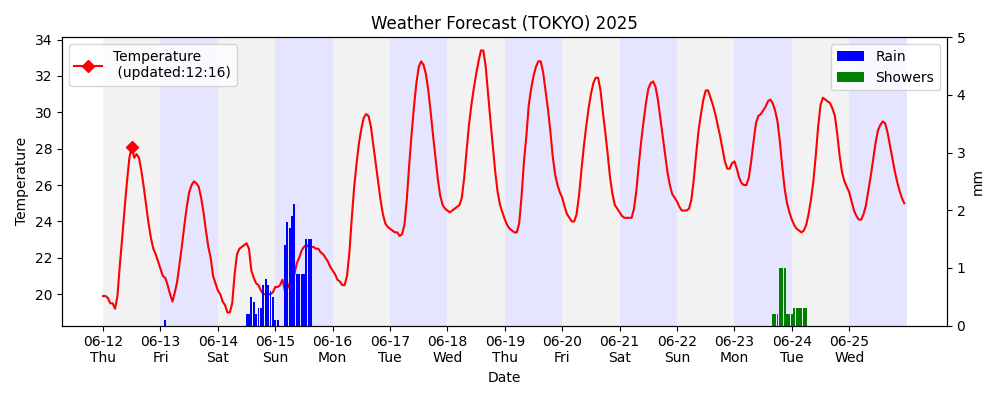 Weather Forecast (TOKYO) 2025
Temperature
(updated:12:16)
Rain
Showers
34
32
30
28
26
24
22
20
Temperature
5
4
3
2
1
0
mm
06-12 06-13 06-14 06-15 06-16 06-17 06-18 06-19 06-20 06-21 06-22 06-23 06-24 06-25
Thu Fri Sat Sun Mon Tue Wed Thu Fri Sat Sun Mon Tue Wed
Date